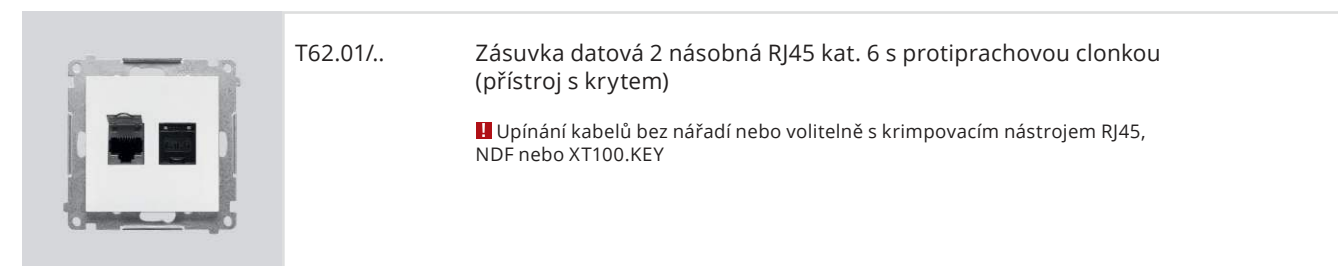 T62.01/..
Zásuvka datová 2 násobná RJ45 kat. 6 s protiprachovou clonkou
(přístroj s krytem)
! Upínání kabelů bez nářadí nebo volitelně s krimpovacím nástrojem RJ45,
NDF nebo XT100.KEY